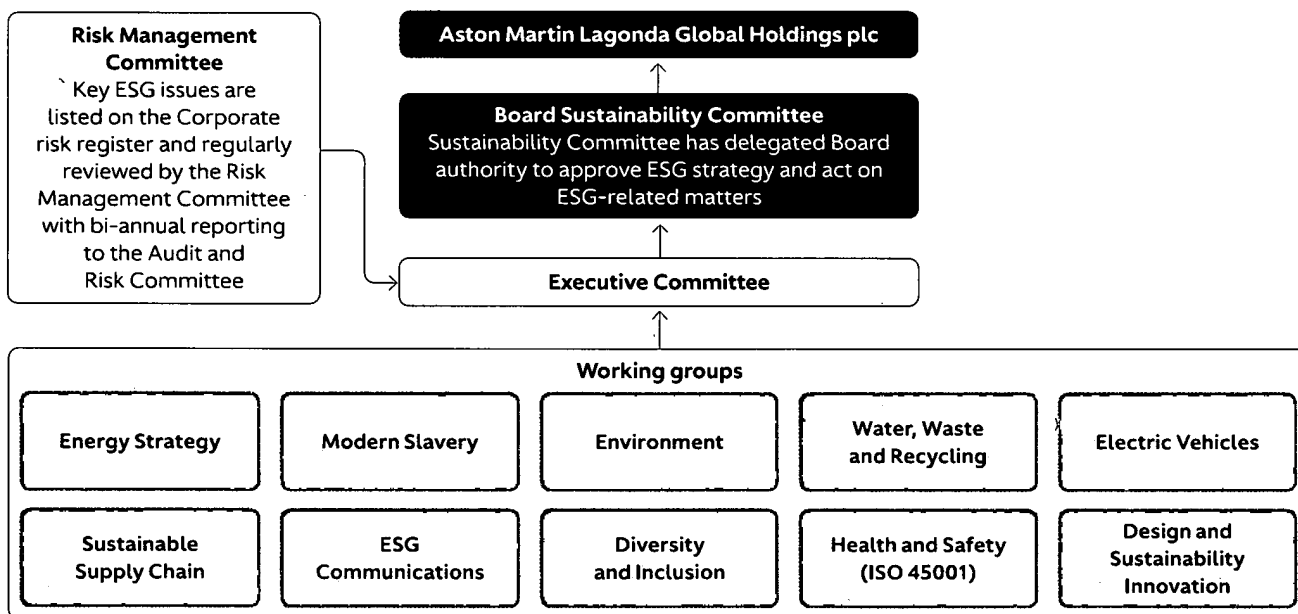 Risk Management
Committee
Key ESG issues are
listed on the Corporate
risk register and regularly
reviewed by the Risk
Management Committee
with bi-annual reporting
to the Audit and
Risk Committee
Aston Martin Lagonda Global Holdings plc
Board Sustainability Committee
Sustainability Committee has delegated Board
authority to approve ESG strategy and act on
ESG-related matters
Executive Committee
Working groups
Energy Strategy
Modern Slavery
Environment
Water, Waste
and Recycling
Electric Vehicles
Sustainable
Supply Chain
ESG
Communications
Diversity
and Inclusion
Health and Safety
(ISO 45001)
Design and
Sustainability
Innovation